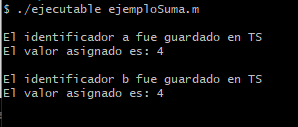 $ ./ejecutable ejemploSuma.m
El identificador a fue guardado en TS
El valor asignado es: 4
El identificador b fue guardado en TS
El valor asignado es: 4